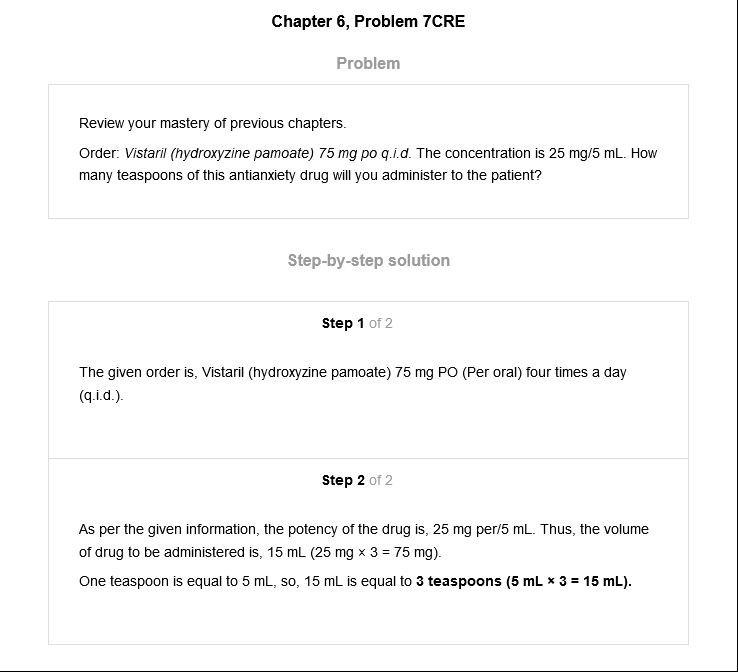 Chapter 6, Problem 7CRE
Problem
Review your mastery of previous chapters.
Order: Vistaril (hydroxyzine pamoate) 75 mg po q.i.d. The concentration is 25 mg/5 mL. How
many teaspoons of this antianxiety drug will you administer to the patient?
Step-by-step solution
Step 1 of 2
The given order is, Vistaril (hydroxyzine pamoate) 75 mg PO (Per oral) four times a day
(q.i.d.).
Step 2 of 2
As per the given information, the potency of the drug is, 25 mg per/5 mL. Thus, the volume
of drug to be administered is, 15 mL (25 mg × 3 = 75 mg).
One teaspoon is equal to 5 mL, so, 15 mL is equal to 3 teaspoons (5 mL × 3 = 15 mL).